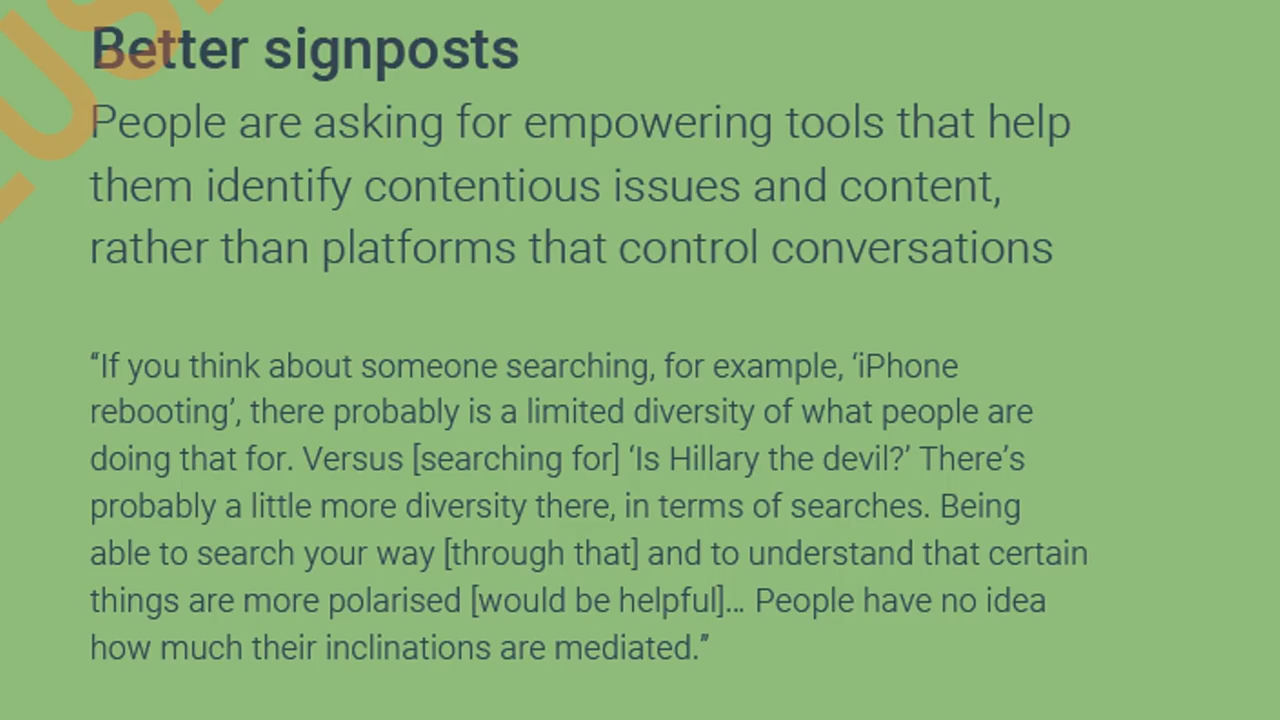 Better signposts
People are asking for empowering tools that help
them identify contentious issues and content,
rather than platforms that control conversations
“If you think about someone searching, for example, ‘iPhone
rebooting’, there probably is a limited diversity of what people are
doing that for. Versus [searching for] ‘Is Hillary the devil?’ There’s
probably a little more diversity there, in terms of searches. Being
able to search your way [through that] and to understand that certain
things are more polarised [would be helpful]... People have no idea
how much their inclinations are mediated.”